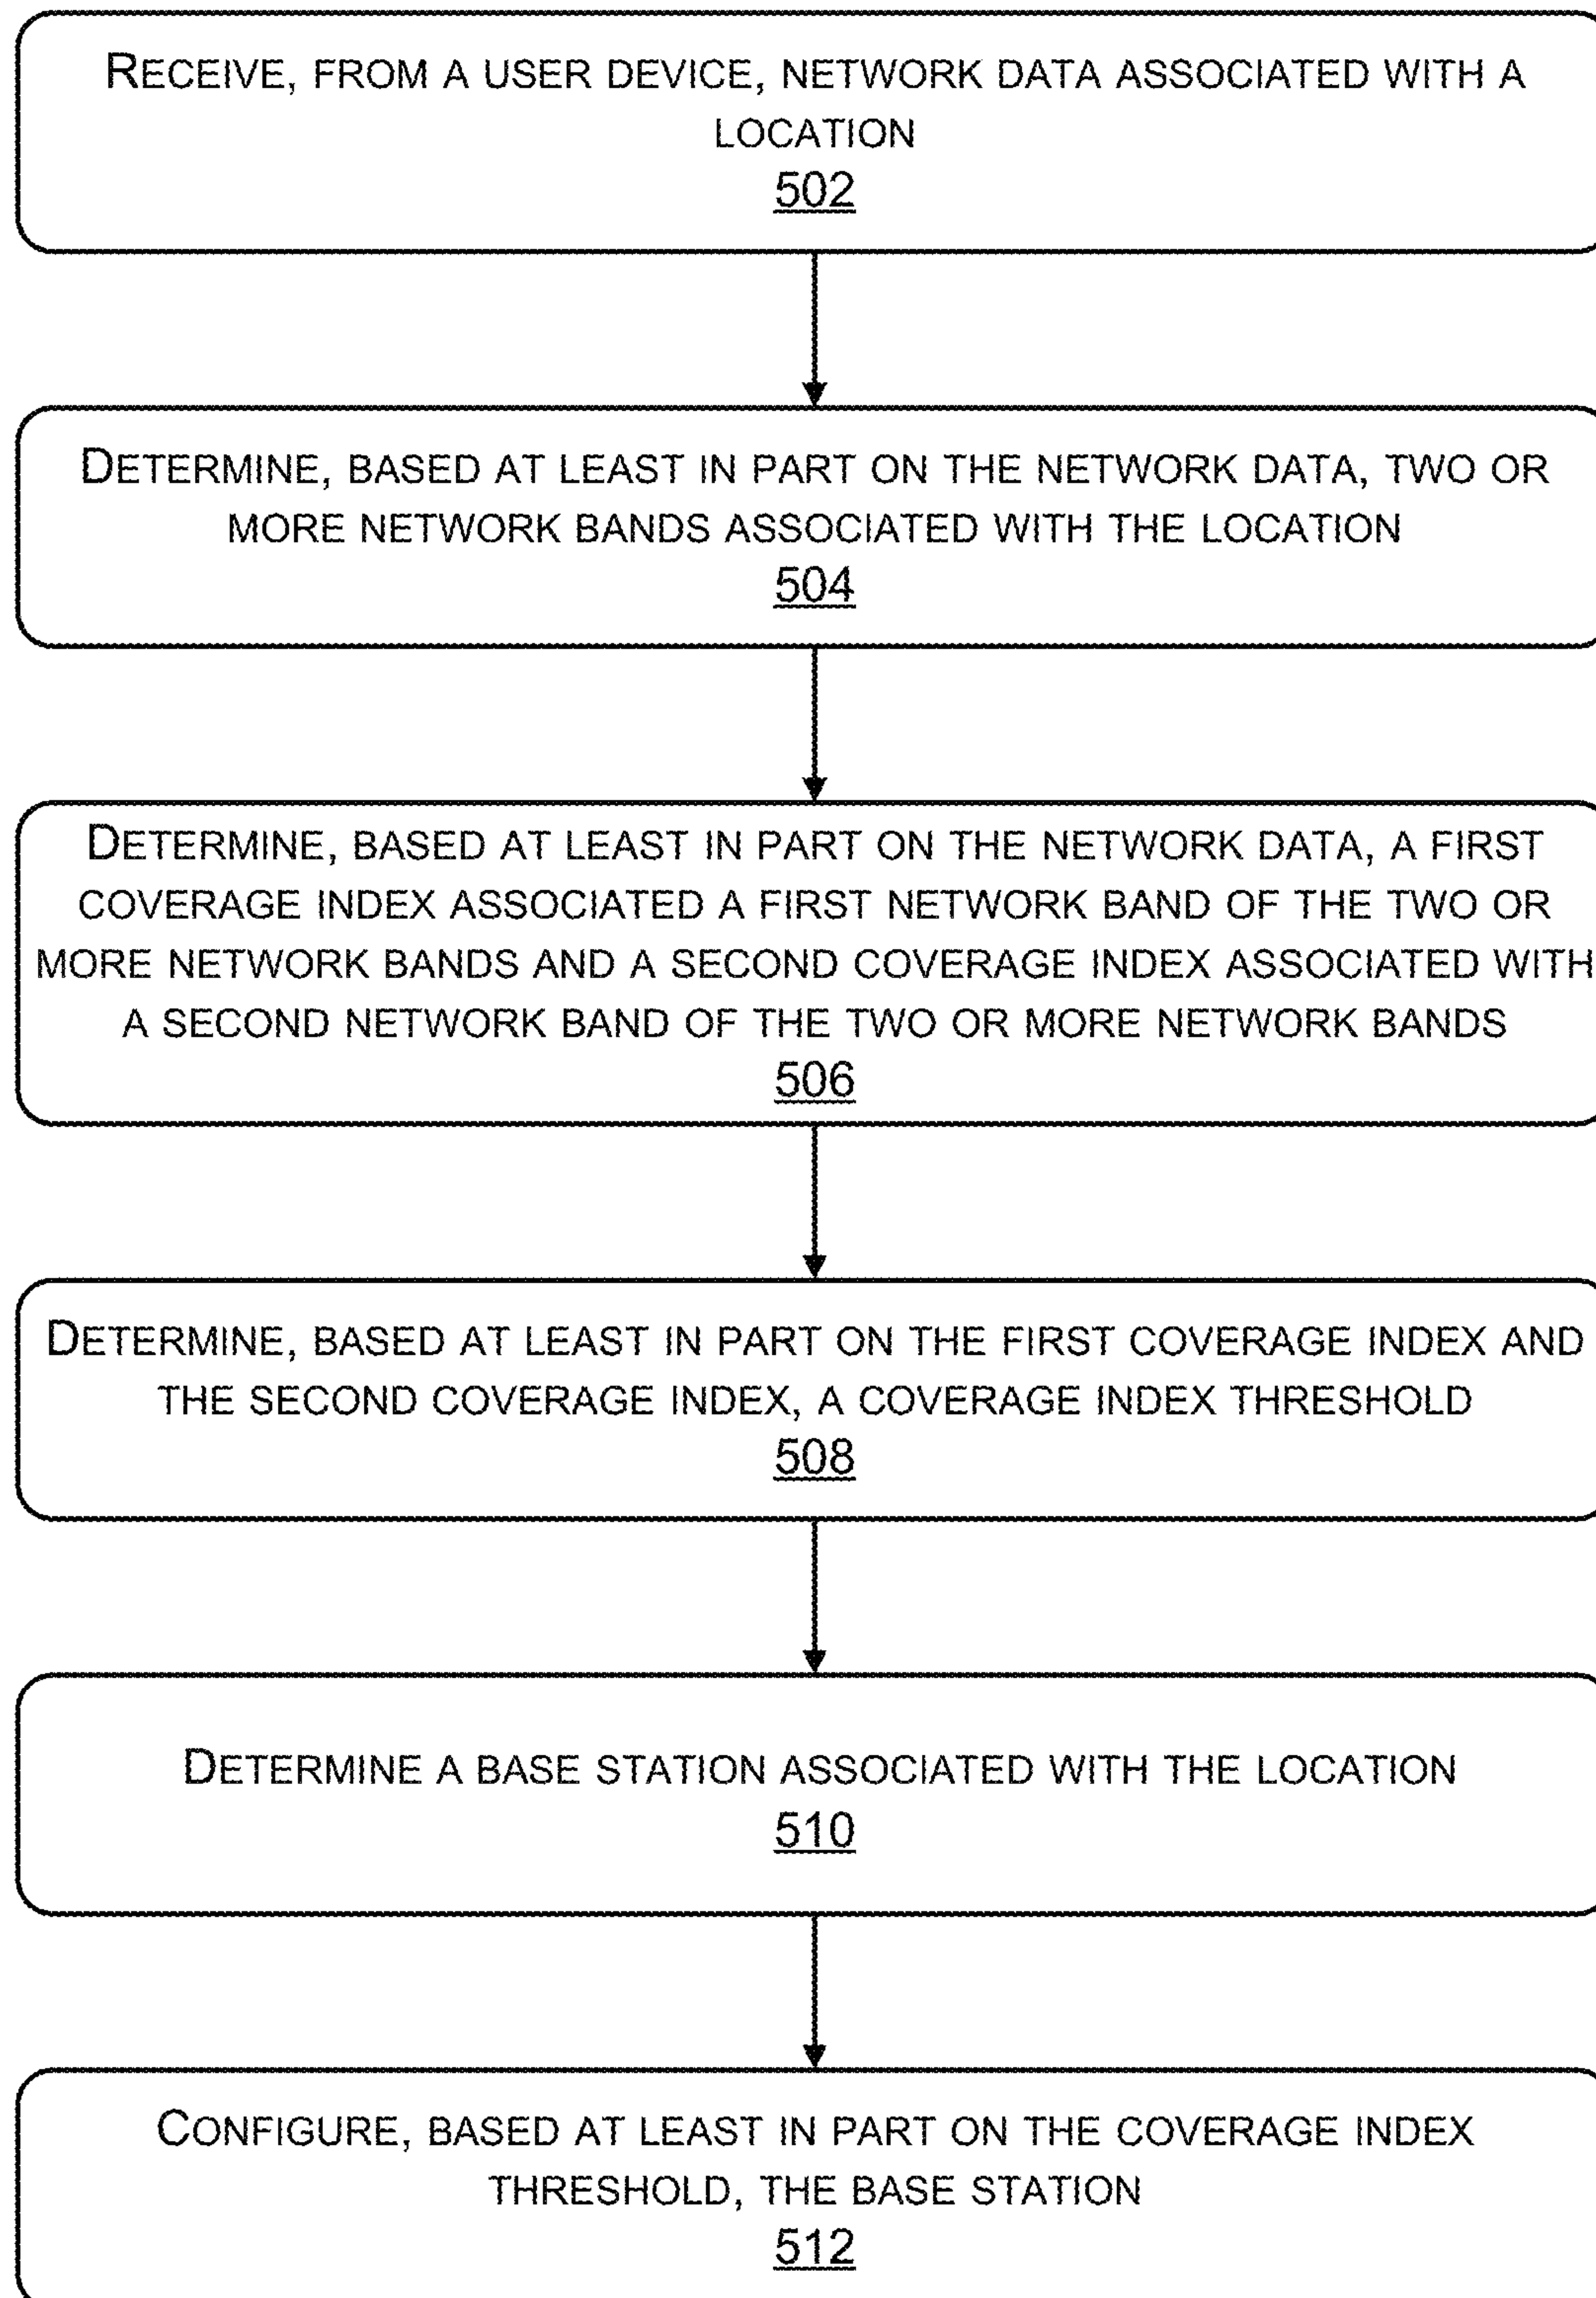 RECEIVE, FROM A USER DEVICE, NETWORK DATA ASSOCIATED WITH A
LOCATION
502
DETERMINE, BASED AT LEAST IN PART ON THE NETWORK DATA, TWO OR
MORE NETWORK BANDS ASSOCIATED WITH THE LOCATION
504
DETERMINE, BASED AT LEAST IN PART ON THE NETWORK DATA, A FIRST
COVERAGE INDEX ASSOCIATED A FIRST NETWORK BAND OF THE TWO OR
MORE NETWORK BANDS AND A SECOND COVERAGE INDEX ASSOCIATED WITH
A SECOND NETWORK BAND OF THE TWO OR MORE NETWORK BANDS
506
DETERMINE, BASED AT LEAST IN PART ON THE FIRST COVERAGE INDEX AND
THE SECOND COVERAGE INDEX, A COVERAGE INDEX THRESHOLD
508
DETERMINE A BASE STATION ASSOCIATED WITH THE LOCATION
510
CONFIGURE, BASED AT LEAST IN PART ON THE COVERAGE INDEX
THRESHOLD, THE BASE STATION
512